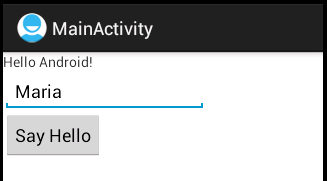 MainActivity
Hello Android!
Maria
Say Hello